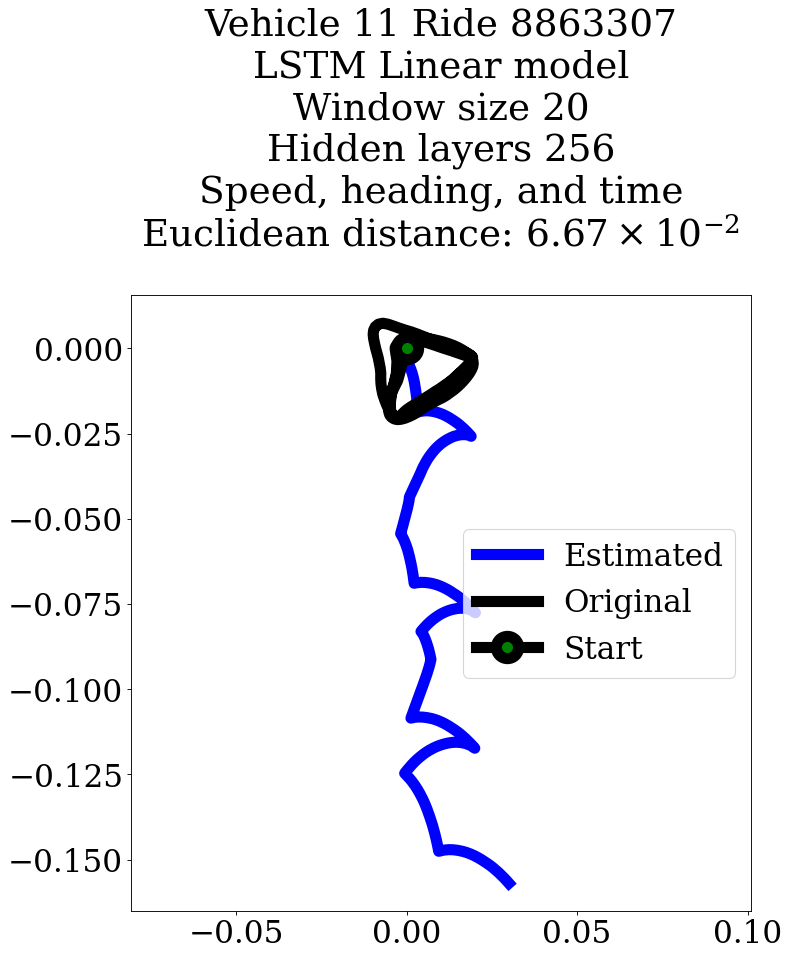 Vehicle 11 Ride 8863307
LSTM Linear model
Window size 20
Hidden layers 256
Speed, heading, and time
Euclidean distance: 6.67 × 10⁻²
0.000
−0.025
−0.050
−0.075
−0.100
−0.125
−0.150
Estimated
Original
Start
−0.05 0.00 0.05 0.10